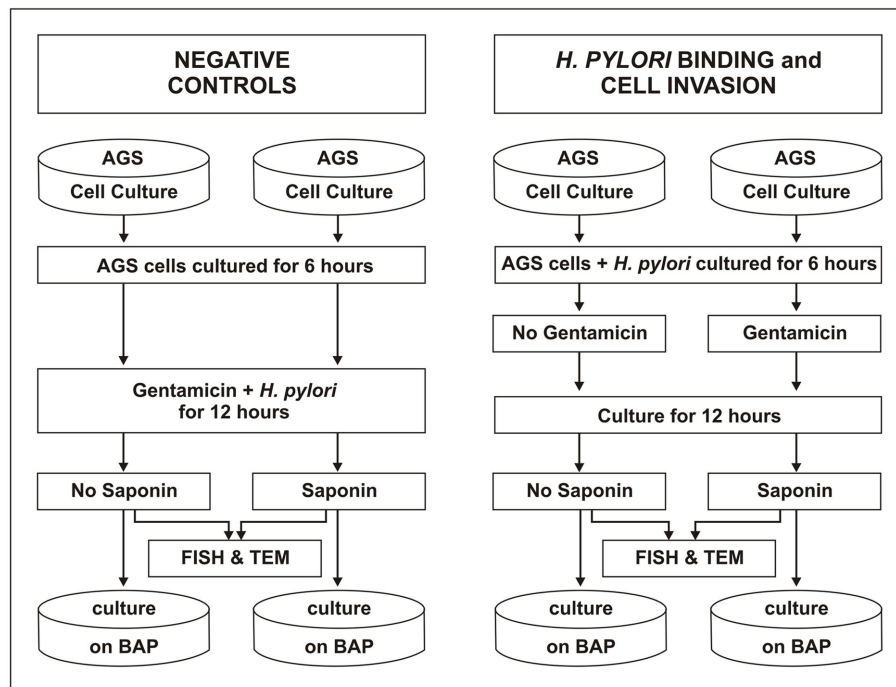 NEGATIVE
CONTROLS
AGS
Cell Culture
AGS
Cell Culture
AGS cells cultured for 6 hours
Gentamicin + H. pylori
for 12 hours
No Saponin
Saponin
FISH & TEM
culture
on BAP
culture
on BAP
H. PYLORI BINDING and
CELL INVASION
AGS
Cell Culture
AGS
Cell Culture
AGS cells + H. pylori cultured for 6 hours
No Gentamicin
Gentamicin
Culture for 12 hours
No Saponin
Saponin
FISH & TEM
culture
on BAP
culture
on BAP